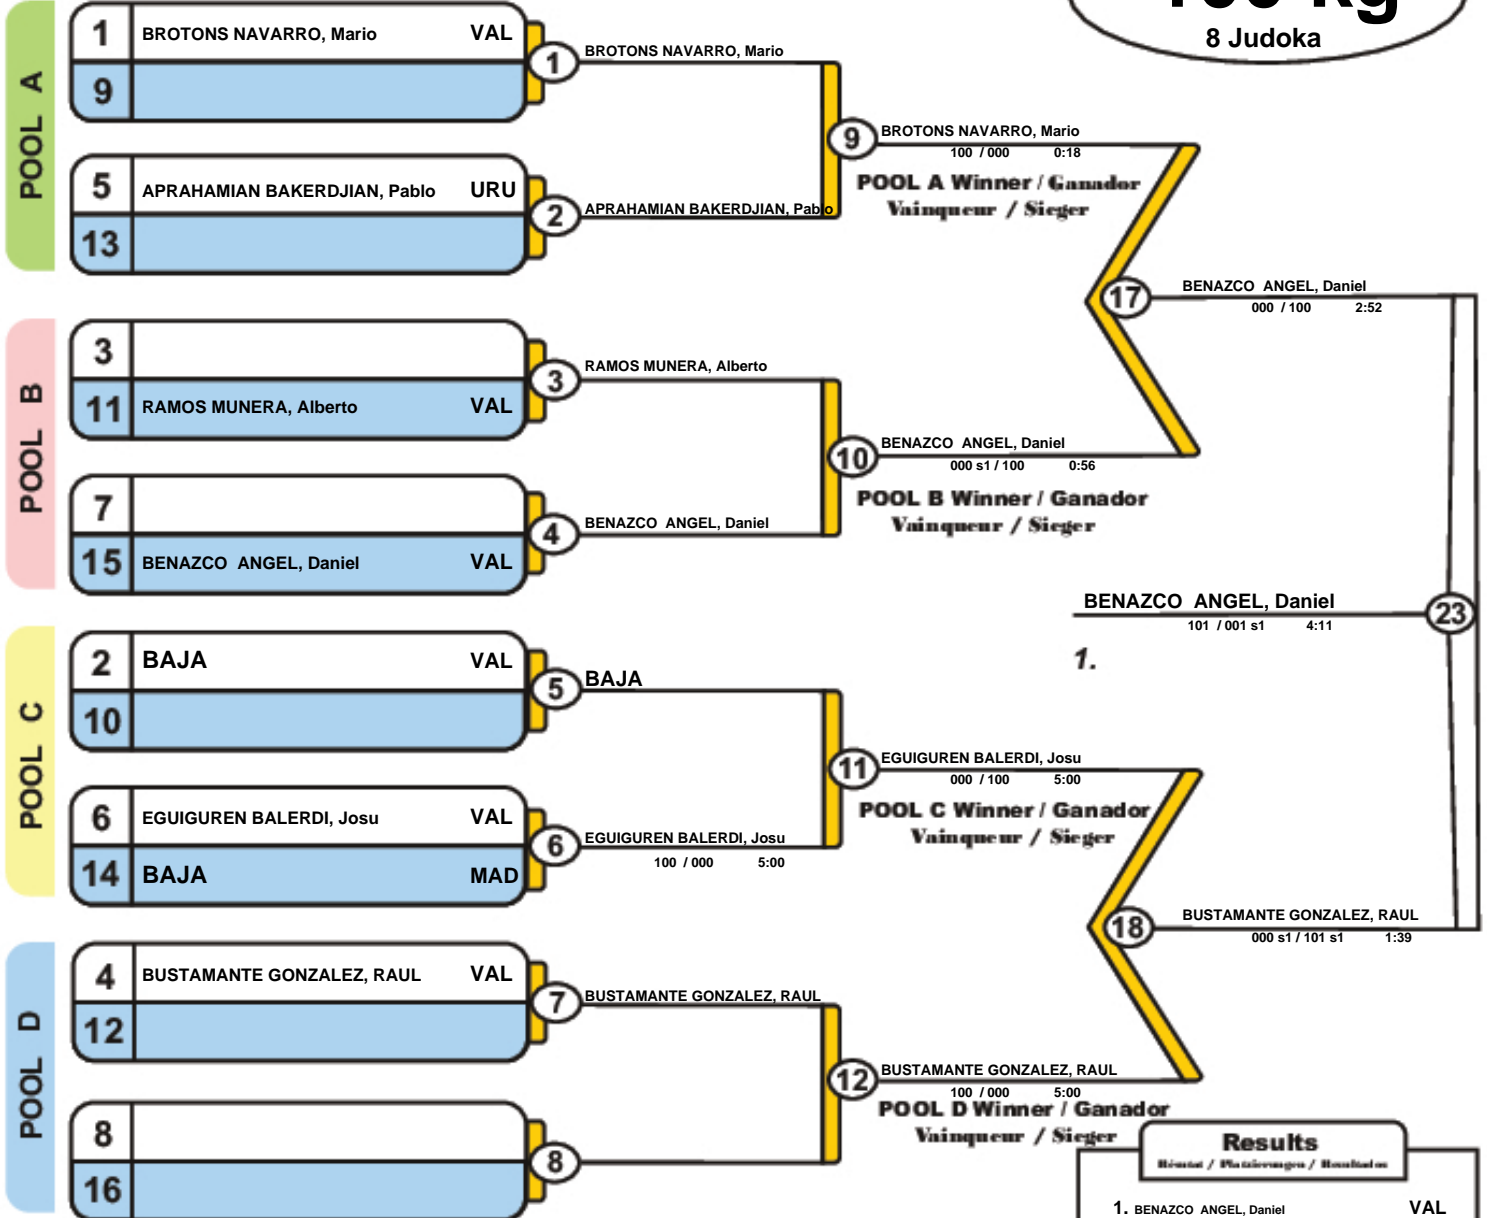 8 Judoka
POOL A
1 BROTONS NAVARRO, Mario VAL
9
1 BROTONS NAVARRO, Mario
5 APRAHAMIAN BAKERDJIAN, Pablo URU
13
2 APRAHAMIAN BAKERDJIAN, Pablo
9 BROTONS NAVARRO, Mario
100 / 000 0:18
POOL A Winner / Ganador
Vainqueur / Sieger
POOL B
3
11 RAMOS MUNERA, Alberto VAL
3 RAMOS MUNERA, Alberto
7
15 BENAZCO ANGEL, Daniel VAL
4 BENAZCO ANGEL, Daniel
10 BENAZCO ANGEL, Daniel
000 s1 / 100 0:56
POOL B Winner / Ganador
Vainqueur / Sieger
17 BENAZCO ANGEL, Daniel
000 / 100 2:52
BENAZCO ANGEL, Daniel 23
101 / 001 s1 4:11
1.
POOL C
2 BAJA VAL
10
5 BAJA
6 EGUIGUREN BALERDI, Josu VAL
14 BAJA MAD
6 EGUIGUREN BALERDI, Josu
100 / 000 5:00
11 EGUIGUREN BALERDI, Josu
000 / 100 5:00
POOL C Winner / Ganador
Vainqueur / Sieger
18 BUSTAMANTE GONZALEZ, RAUL
000 s1 / 101 s1 1:39
POOL D
4 BUSTAMANTE GONZALEZ, RAUL VAL
12
7 BUSTAMANTE GONZALEZ, RAUL
8
16
8
12 BUSTAMANTE GONZALEZ, RAUL
100 / 000 5:00
POOL D Winner / Ganador
Vainqueur / Sieger
Results
/ Platzierungen / Resultados
1. BENAZCO ANGEL, Daniel VAL